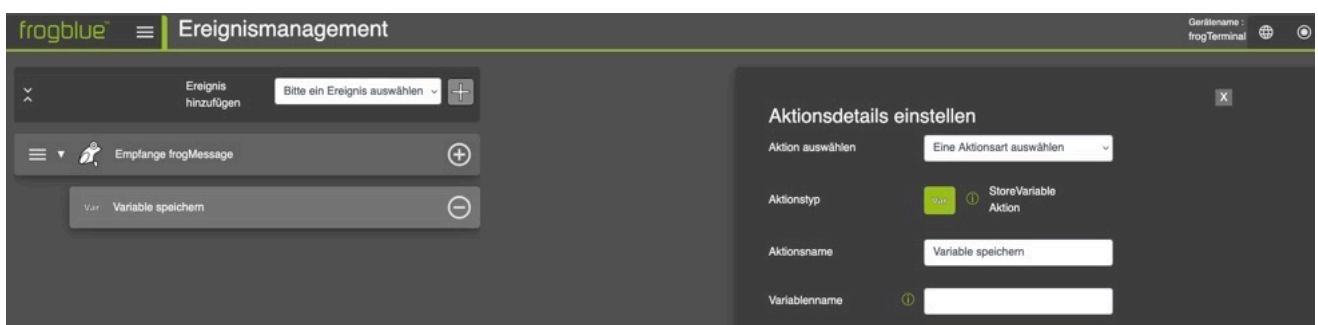 frogblue™
Ereignismanagement
Gerätename :
frogTerminal
Ereignis
hinzufügen
Bitte ein Ereignis auswählen
Empfange frogMessage
Var Variable speichern
X
Aktionsdetails einstellen
Aktion auswählen
Eine Aktionsart auswählen
Aktionstyp
Var
StoreVariable
Aktion
Aktionsname
Variable speichern
Variablenname